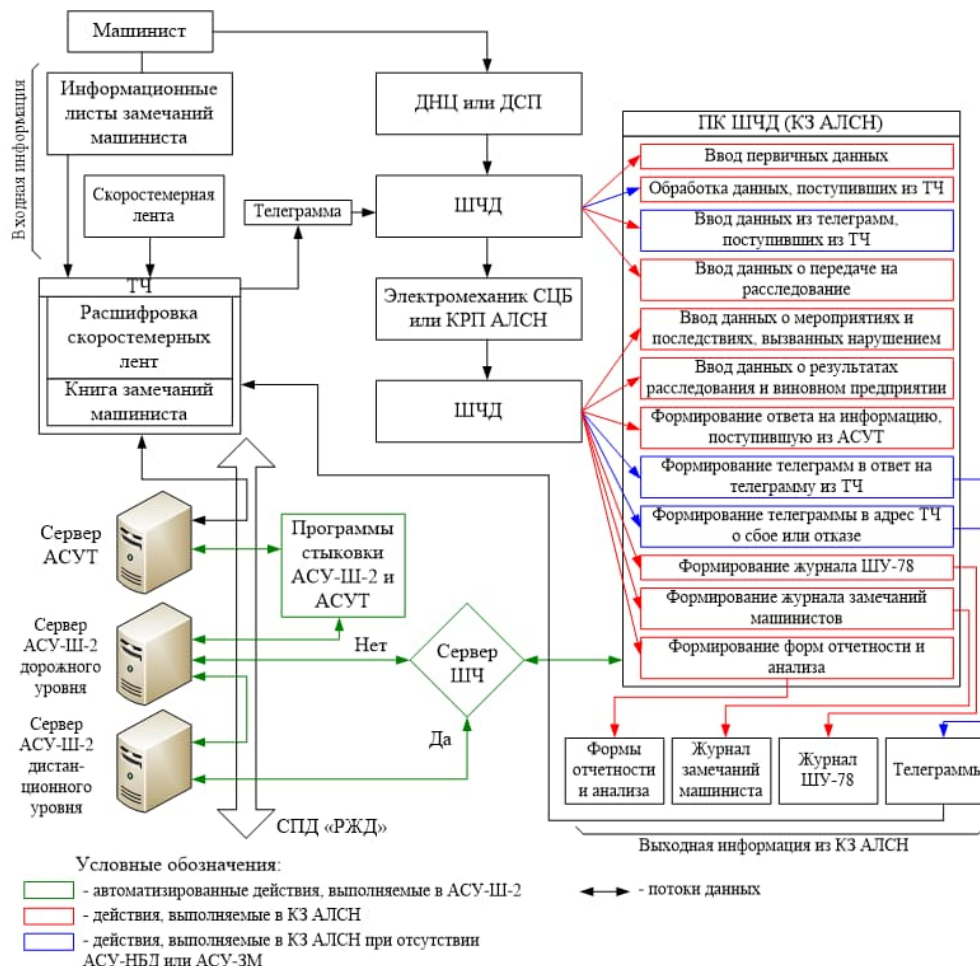 Машинист
Входная информация
Информационные
листы замечаний
машиниста
Скоростемерная
лента
Телеграмма
ТЧ
Расшифровка
скоростемерных
лент
Книга замечаний
машиниста
ДНЦ или ДСП
ШЧД
Электромеханик СЦБ
или КРП АЛСН
ШЧД
ПК ШЧД (КЗ АЛСН)
Ввод первичных данных
Обработка данных, поступивших из ТЧ
Ввод данных из телеграмм,
поступивших из ТЧ
Ввод данных о передаче на
расследование
Ввод данных о мероприятиях и
последствиях, вызванных нарушением
Ввод данных о результатах
расследования и виновном предприятии
Формирование ответа на информацию,
поступившую из АСУТ
Формирование телеграмм в ответ на
телеграмму из ТЧ
Формирование телеграммы в адрес ТЧ
о сбое или отказе
Формирование журнала ШУ-78
Формирование журнала замечаний
машинистов
Формирование форм отчетности и
анализа
Сервер
АСУТ
Программы
стыковки
АСУ-Ш-2 и
АСУТ
Сервер
АСУ-Ш-2
дорожного
уровня
Нет
Сервер
ШЧ
Да
Сервер
АСУ-Ш-2
дистан-
ционного
уровня
СПД «РЖД»
Формы
отчетности
и анализа
Журнал
замечаний
машиниста
Журнал
ШУ-78
Телеграммы
Выходная информация из КЗ АЛСН
Условные обозначения:
- автоматизированные действия, выполняемые в АСУ-Ш-2
- потоки данных
- действия, выполняемые в КЗ АЛСН
- действия, выполняемые в КЗ АЛСН при отсутствии
АСУ-НБД или АСУ-ЗМ